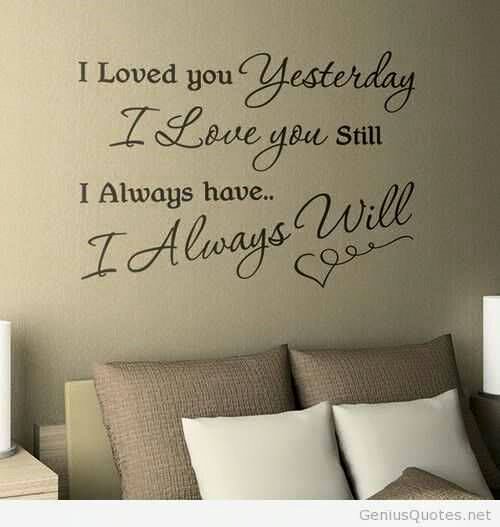 I Loved you Yesterday
I Love you Still
I Always have..
I Always Will
GeniusQuotes.net